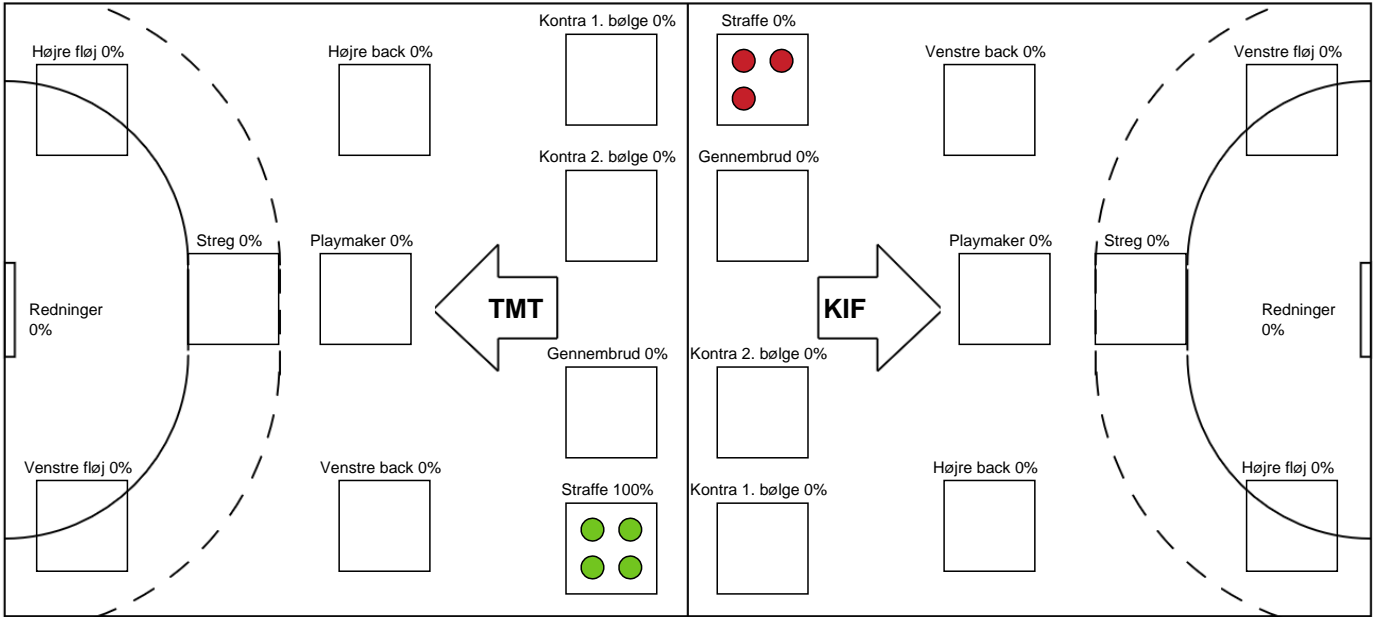 Kontra 1. bølge 0%
Straffe 0%
Højre fløj 0%
Højre back 0%
Venstre back 0%
Venstre fløj 0%
Kontra 2. bølge 0%
Gennembrud 0%
Streg 0%
Playmaker 0%
Playmaker 0%
Streg 0%
Redninger
0%
TMT
KIF
Redninger
0%
Gennembrud 0%
Kontra 2. bølge 0%
Venstre fløj 0%
Venstre back 0%
Højre back 0%
Højre fløj 0%
Straffe 100%
Kontra 1. bølge 0%